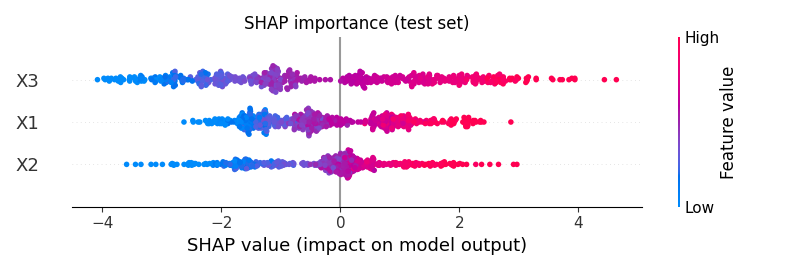 SHAP importance (test set)
High
X3
X1
X2
Feature value
Low
−4
−2
0
2
4
SHAP value (impact on model output)